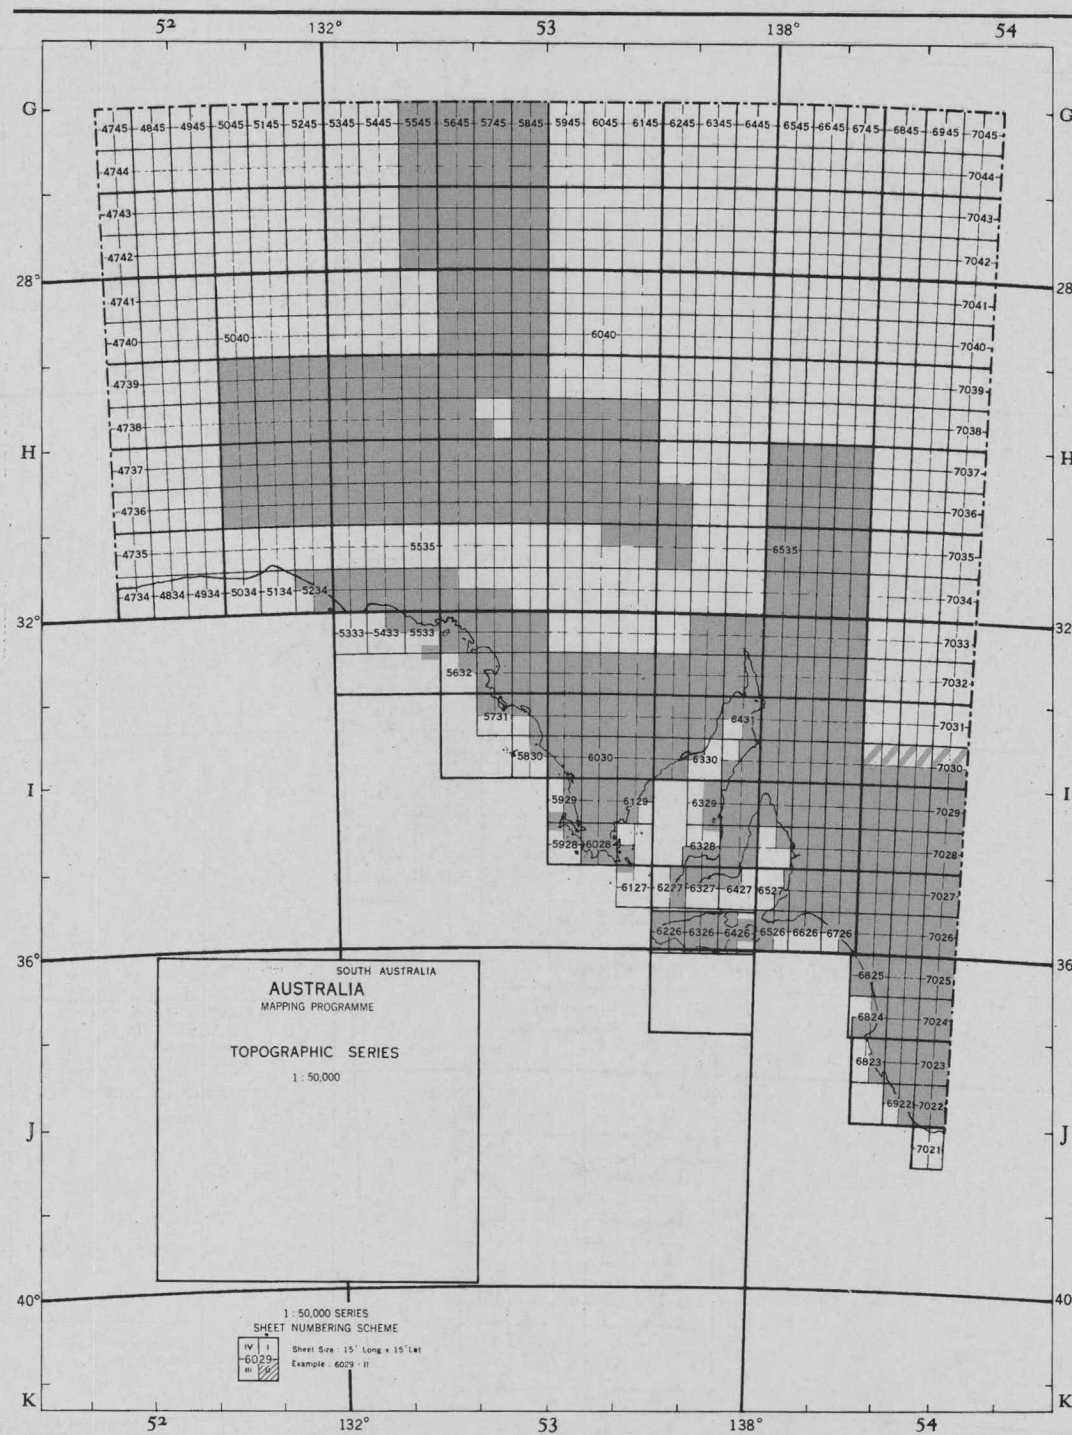 52 132° 53 138° 54
G G
4745 4845 4945 5045 5145 5245 5345 5445 5545 5645 5745 5845 5945 6045 6145 6245 6345 6445 6545 6645 6745 6845 6945 7045
4744 7044
4743 7043
4742 7042
28° 28
4741 7041
4740 5040 6040 7040
4739 7039
4738 7038
H H
4737 7037
4736 7036
4735 5535 6535 7035
4734 4834 4934 5034 5134 5234 7034
32° 32
5333 5433 5533 7033
5632 7032
5731 6431 7031
5830 6030 6330 7030
I I
5929 6129 6329 7029
5928 6028 6328 7028
6127 6227 6327 6427 6527 7027
6226 6326 6426 6526 6626 6726 7026
36° 36
6825 7025
6824 7024
6823 7023
6922 7022
J J
7021
SOUTH AUSTRALIA
AUSTRALIA
MAPPING PROGRAMME
TOPOGRAPHIC SERIES
1 : 50,000
40° 40
1 : 50,000 SERIES
SHEET NUMBERING SCHEME
IV I
6029
III II
Sheet Size : 15' Long x 15' Lat
Example : 6029 - II
K K
52 132° 53 138° 54